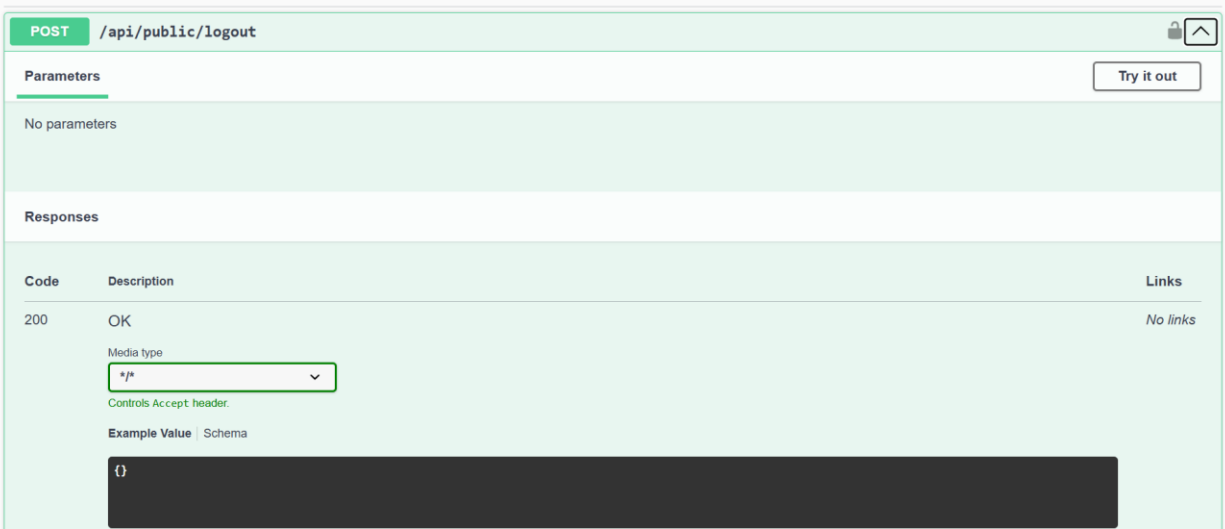 POST /api/public/logout
Parameters
Try it out
No parameters
Responses
Code Description Links
200 OK No links
Media type
*/*
Controls Accept header.
Example Value Schema
{}